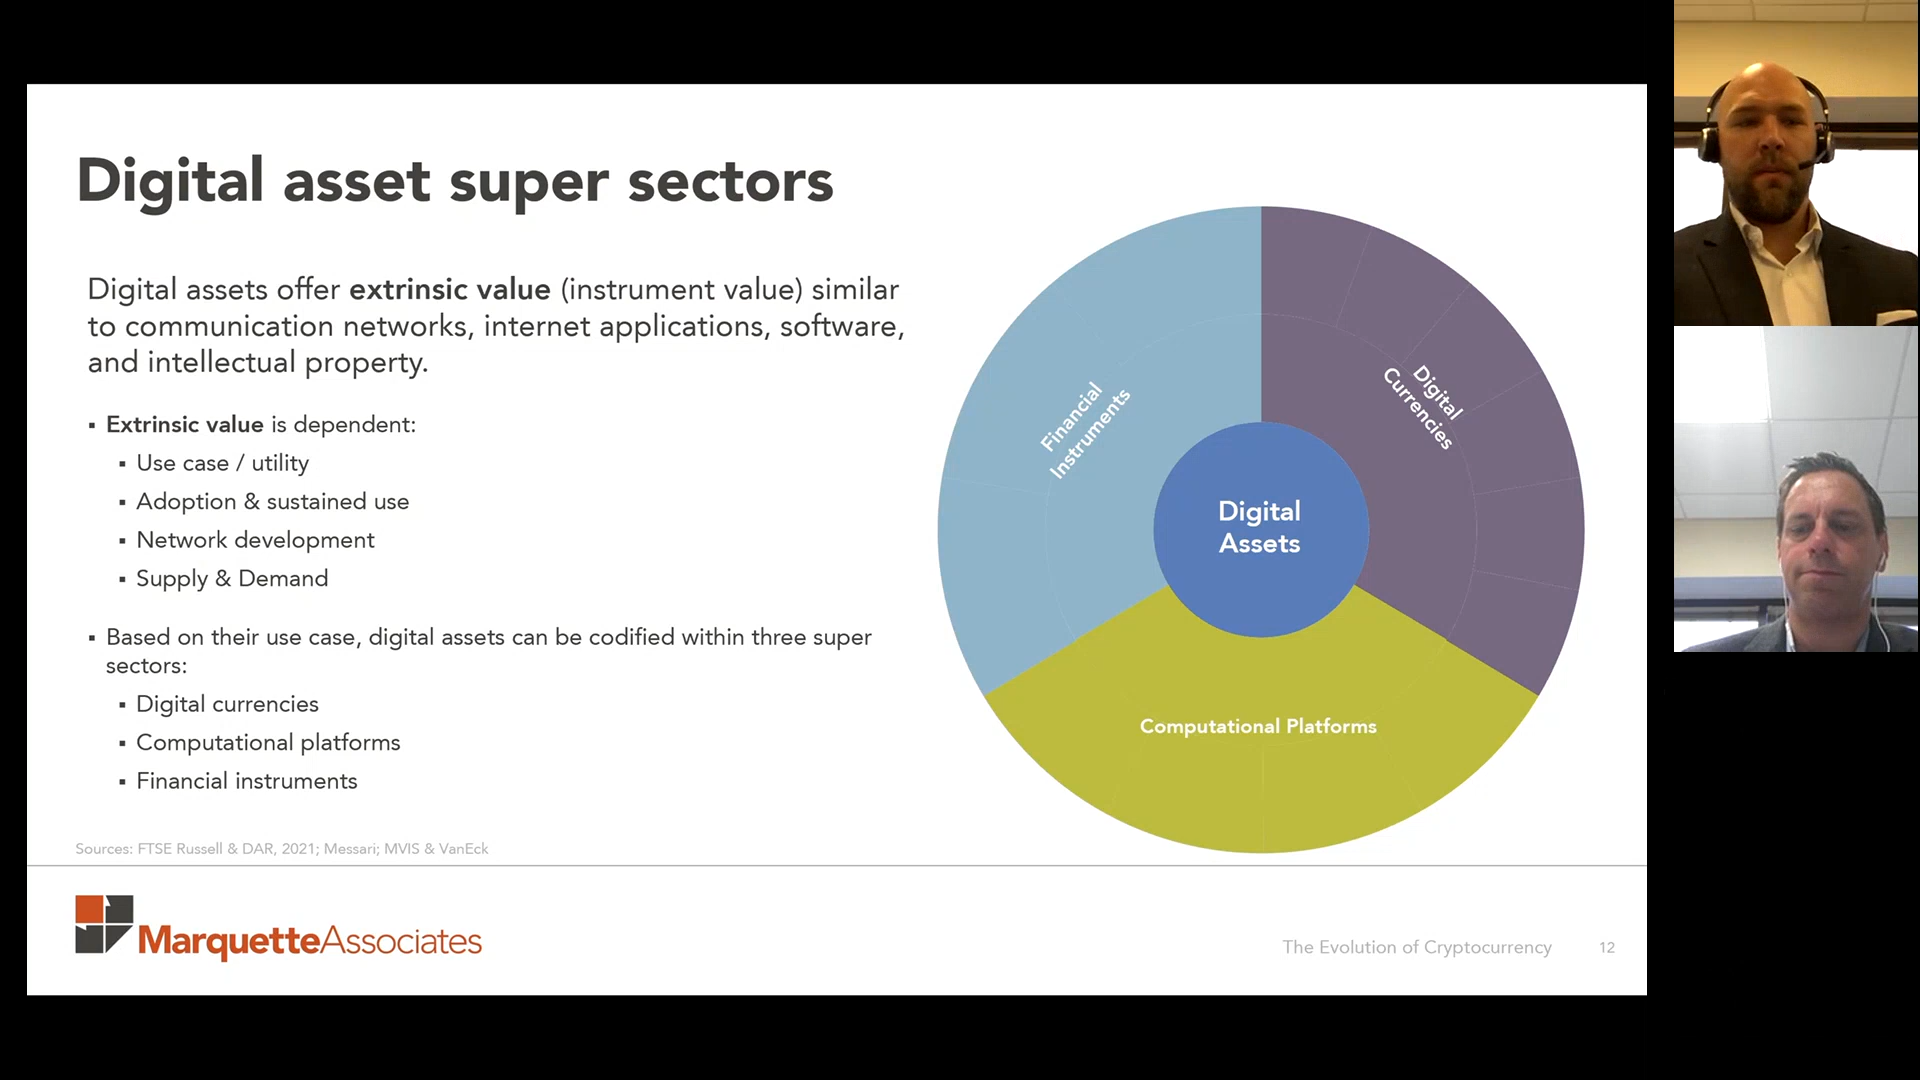 Digital asset super sectors
Digital assets offer extrinsic value (instrument value) similar
to communication networks, internet applications, software,
and intellectual property.
▪ Extrinsic value is dependent:
▪ Use case / utility
▪ Adoption & sustained use
▪ Network development
▪ Supply & Demand
▪ Based on their use case, digital assets can be codified within three super
sectors:
▪ Digital currencies
▪ Computational platforms
▪ Financial instruments
Financial
Instruments
Digital
Currencies
Digital
Assets
Computational Platforms
Sources: FTSE Russell & DAR, 2021; Messari; MVIS & VanEck
MarquetteAssociates
The Evolution of Cryptocurrency
12